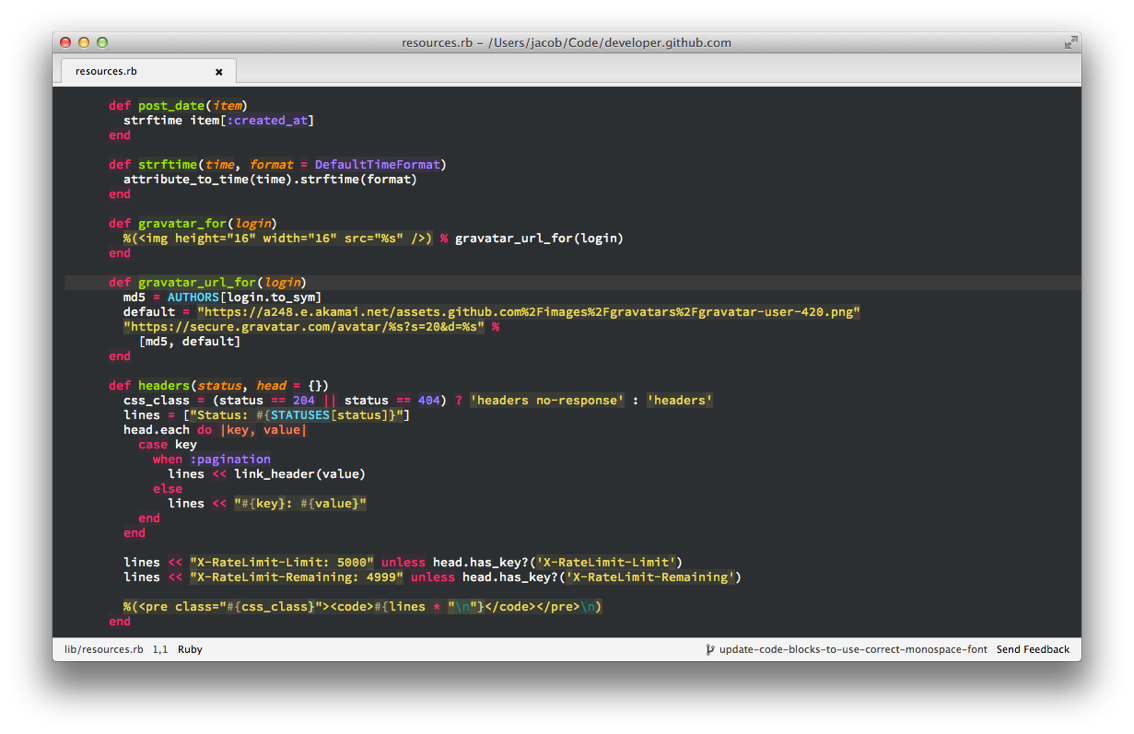 resources.rb – /Users/jacob/Code/developer.github.com
resources.rb ×
def post_date(item)
strftime item[:created_at]
end
def strftime(time, format = DefaultTimeFormat)
attribute_to_time(time).strftime(format)
end
def gravatar_for(login)
%(<img height="16" width="16" src="%s" />) % gravatar_url_for(login)
end
def gravatar_url_for(login)
md5 = AUTHORS[login.to_sym]
default = "https://a248.e.akamai.net/assets.github.com%2Fimages%2Fgravatars%2Fgravatar-user-420.png"
"https://secure.gravatar.com/avatar/%s?s=20&d=%s" %
[md5, default]
end
def headers(status, head = {})
css_class = (status == 204 || status == 404) ? 'headers no-response' : 'headers'
lines = ["Status: #{STATUSES[status]}"]
head.each do |key, value|
case key
when :pagination
lines << link_header(value)
else
lines << "#{key}: #{value}"
end
end
lines << "X-RateLimit-Limit: 5000" unless head.has_key?('X-RateLimit-Limit')
lines << "X-RateLimit-Remaining: 4999" unless head.has_key?('X-RateLimit-Remaining')
%(<pre class="#{css_class}"><code>#{lines * "\n"}</code></pre>\n)
end
lib/resources.rb 1,1 Ruby update-code-blocks-to-use-correct-monospace-font Send Feedback